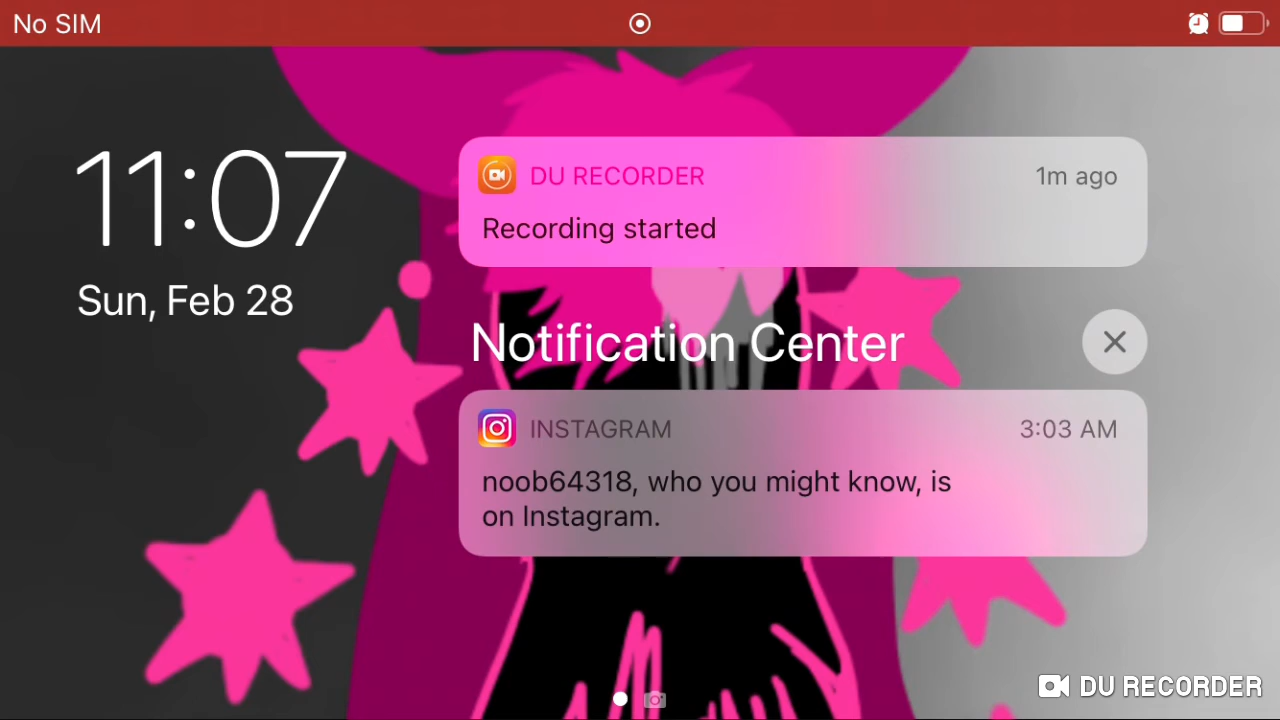 No SIM
11:07
Sun, Feb 28
DU RECORDER
1m ago
Recording started
Notification Center
INSTAGRAM
3:03 AM
noob64318, who you might know, is
on Instagram.
DU RECORDER